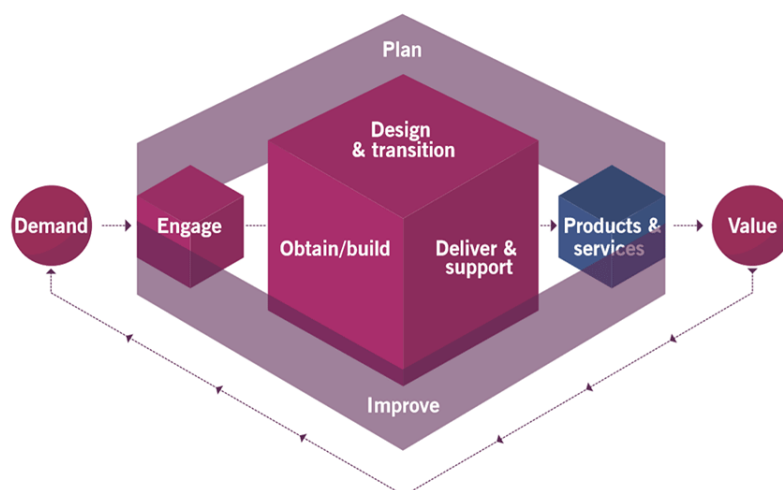 Plan
Design
& transition
Demand
Engage
Obtain/build
Deliver &
support
Products &
services
Value
Improve